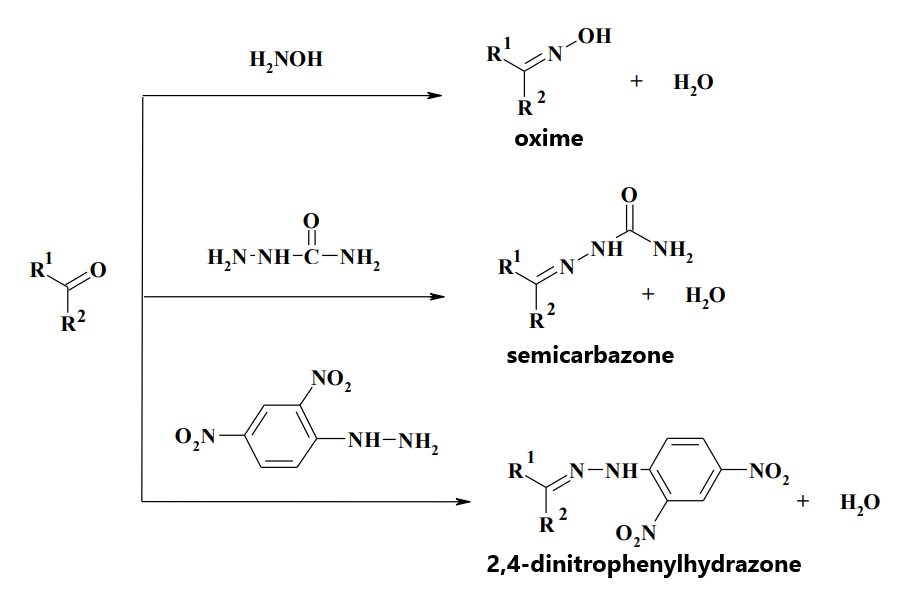 H₂NOH
R¹ N OH
R²
+ H₂O
oxime
O
H₂N-NH-C-NH₂
R¹ O
R²
O
R¹ N NH NH₂
R²
+ H₂O
semicarbazone
NO₂
O₂N NH-NH₂
R¹ N-NH NO₂
R² O₂N
+ H₂O
2,4-dinitrophenylhydrazone